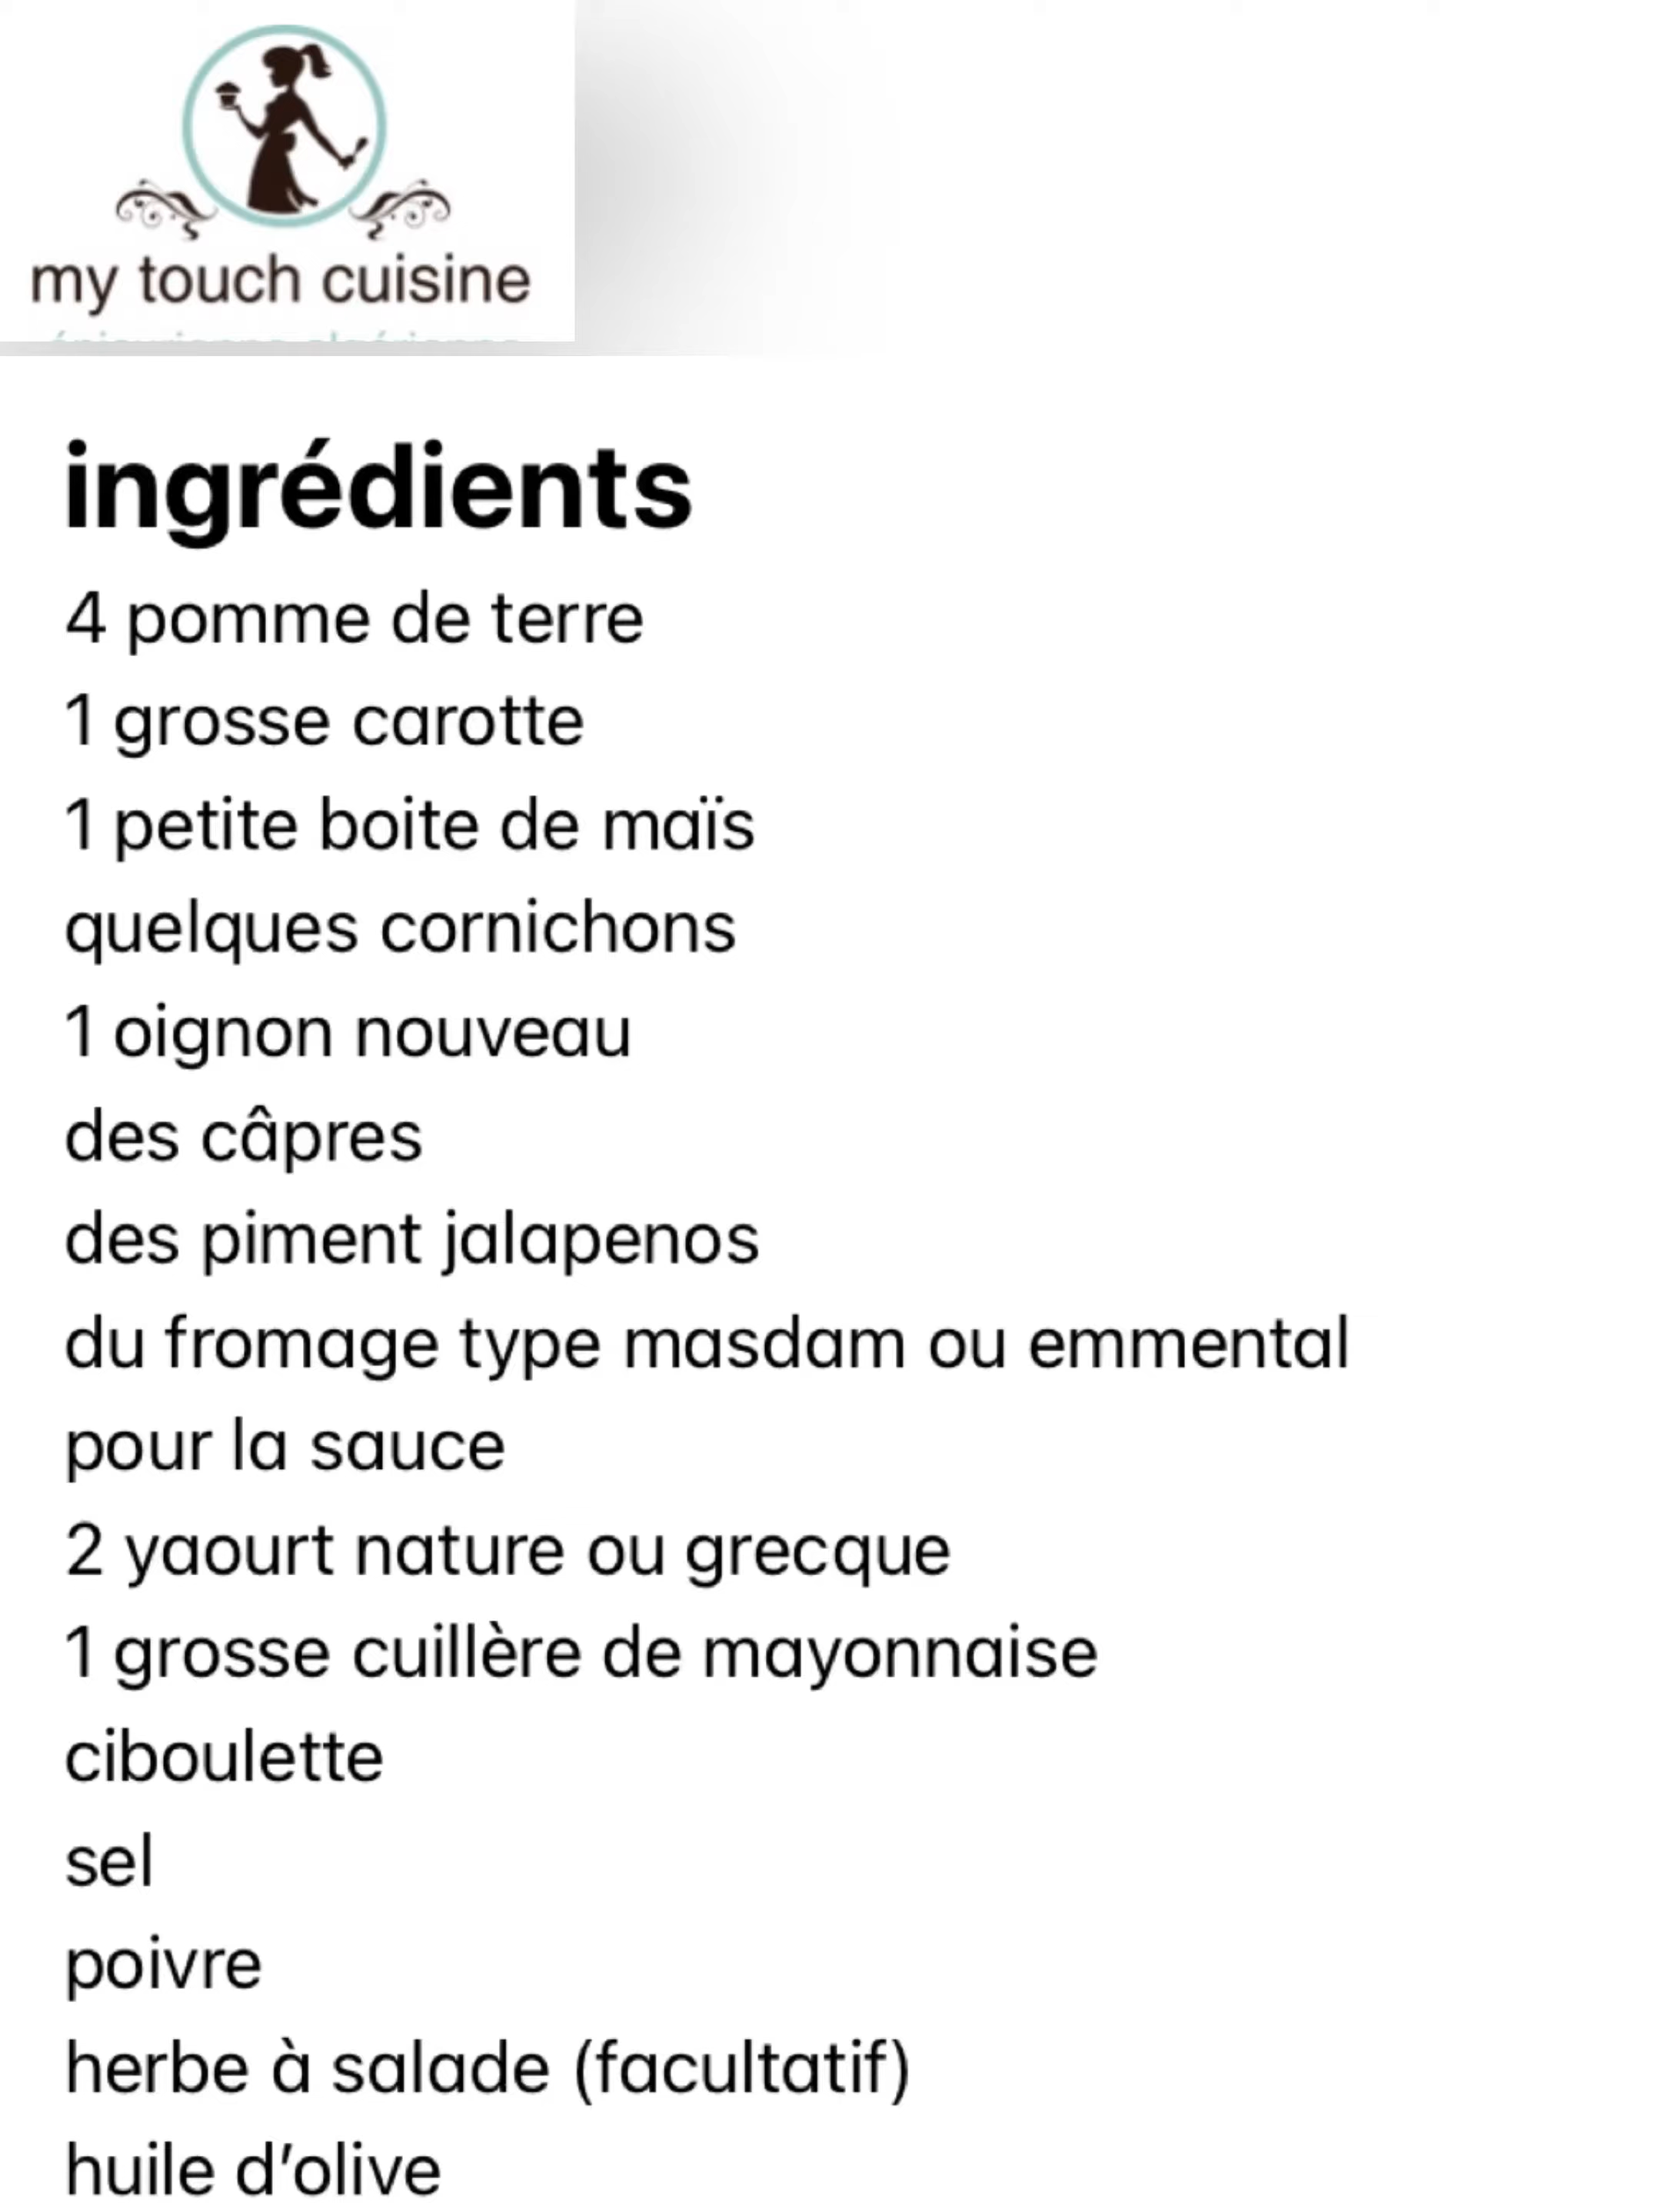 my touch cuisine
ingrédients
4 pomme de terre
1 grosse carotte
1 petite boite de maïs
quelques cornichons
1 oignon nouveau
des câpres
des piment jalapenos
du fromage type masdam ou emmental
pour la sauce
2 yaourt nature ou grecque
1 grosse cuillère de mayonnaise
ciboulette
sel
poivre
herbe à salade (facultatif)
huile d’olive